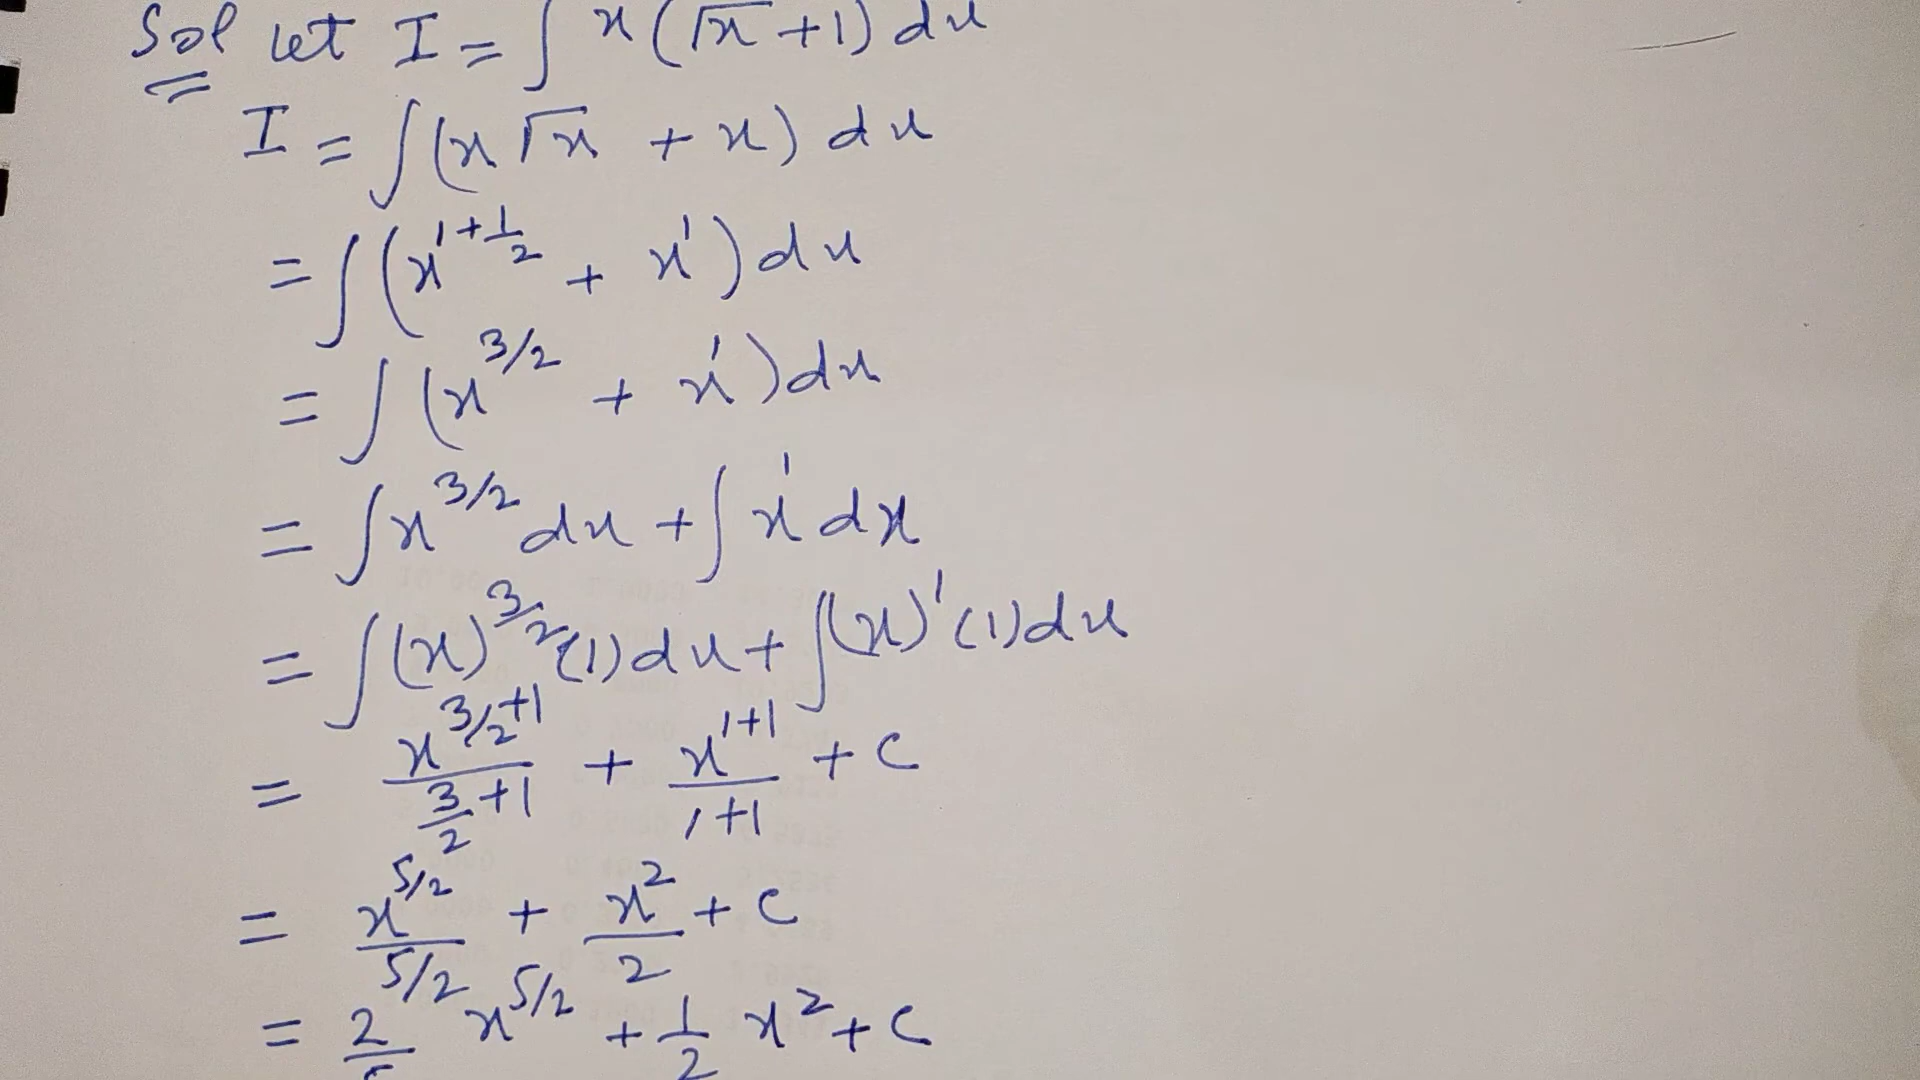 Sol let I = ∫ x(√x + 1) dx
I = ∫(x√x + x) dx
= ∫(x^{1+1/2} + x^1) dx
= ∫(x^{3/2} + x^1) dx
= ∫x^{3/2} dx + ∫x^1 dx
= ∫(x)^{3/2} (1) dx + ∫(x)^1 (1) dx
= x^{3/2+1}/(3/2+1) + x^{1+1}/(1+1) + c
= x^{5/2}/(5/2) + x^2/2 + c
= 2/5 x^{5/2} + 1/2 x^2 + c